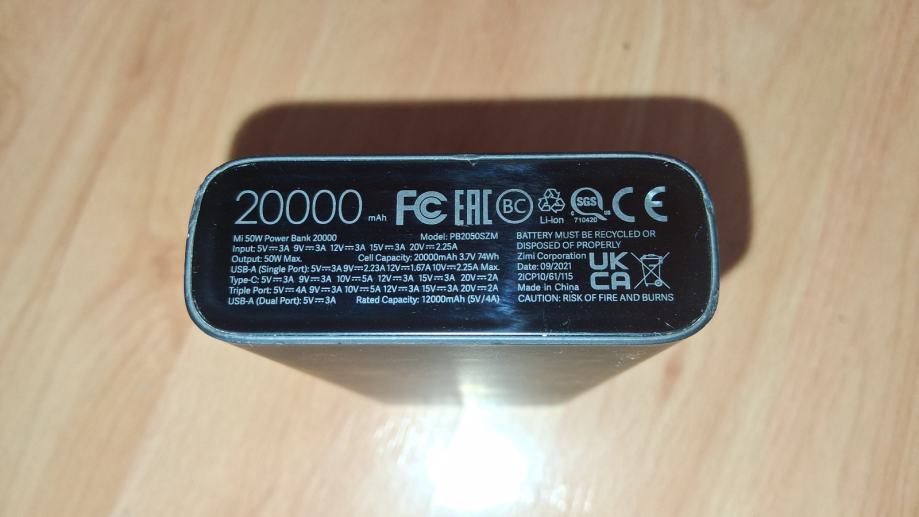 20000 mAh
FC EAC BC Li-ion SGS us 710420 CE
Mi 50W Power Bank 20000 Model: PB2050SZM
Input: 5V⎓3A 9V⎓3A 12V⎓3A 15V⎓3A 20V⎓2.25A
Output: 50W Max. Cell Capacity: 20000mAh 3.7V 74Wh
USB-A (Single Port): 5V⎓3A 9V⎓2.23A 12V⎓1.67A 10V⎓2.25A Max.
Type-C: 5V⎓3A 9V⎓3A 10V⎓5A 12V⎓3A 15V⎓3A 20V⎓2A
Triple Port: 5V⎓4A 9V⎓3A 10V⎓5A 12V⎓3A 15V⎓3A 20V⎓2A
USB-A (Dual Port): 5V⎓3A Rated Capacity: 12000mAh (5V/4A)
BATTERY MUST BE RECYCLED OR
DISPOSED OF PROPERLY
Zimi Corporation
Date: 09/2021
2ICP10/61/115
Made in China
UK
CA
CAUTION: RISK OF FIRE AND BURNS